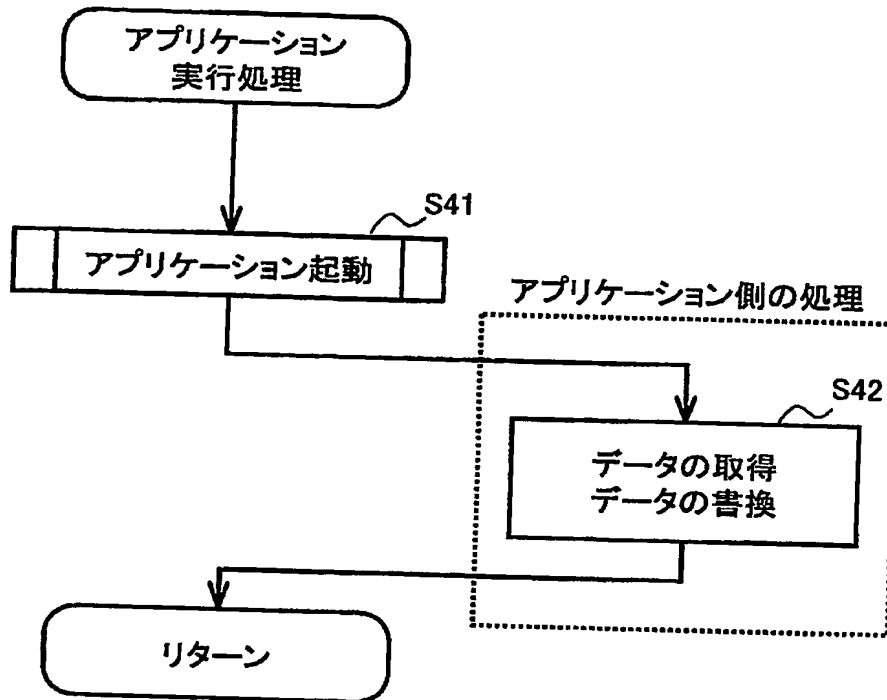 アプリケーション
実行処理
S41
アプリケーション起動
アプリケーション側の処理
S42
データの取得
データの書換
リターン